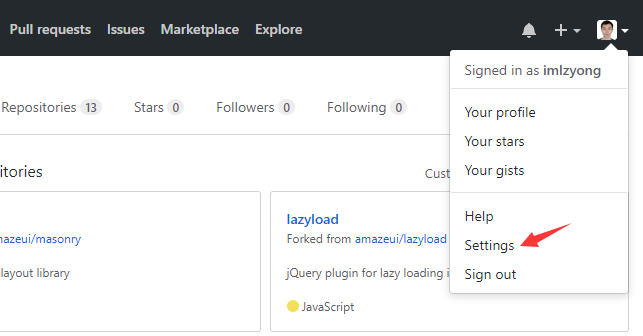 Pull requests Issues Marketplace Explore
Signed in as imlzyong
Repositories 13 Stars 0 Followers 0 Following 0
Your profile
Your stars
Your gists
Help
Settings
Sign out
lazyload
Forked from amazeui/lazyload
jQuery plugin for lazy loading
JavaScript
amazeui/masonry
layout library